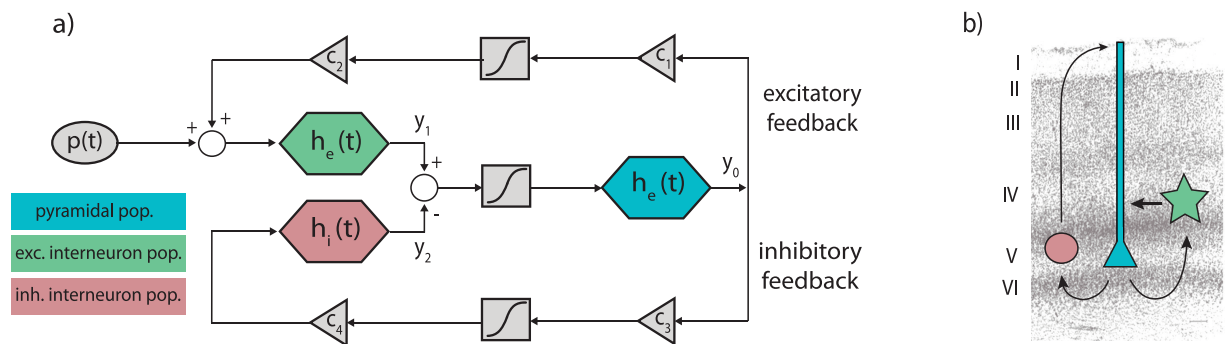 a)
c₂
c₁
excitatory
feedback
p(t)
+
+
hₑ(t)
y₁
+
-
hₑ(t)
y₀
pyramidal pop.
exc. interneuron pop.
inh. interneuron pop.
hᵢ(t)
y₂
inhibitory
feedback
c₄
c₃
b)
I
II
III
IV
V
VI